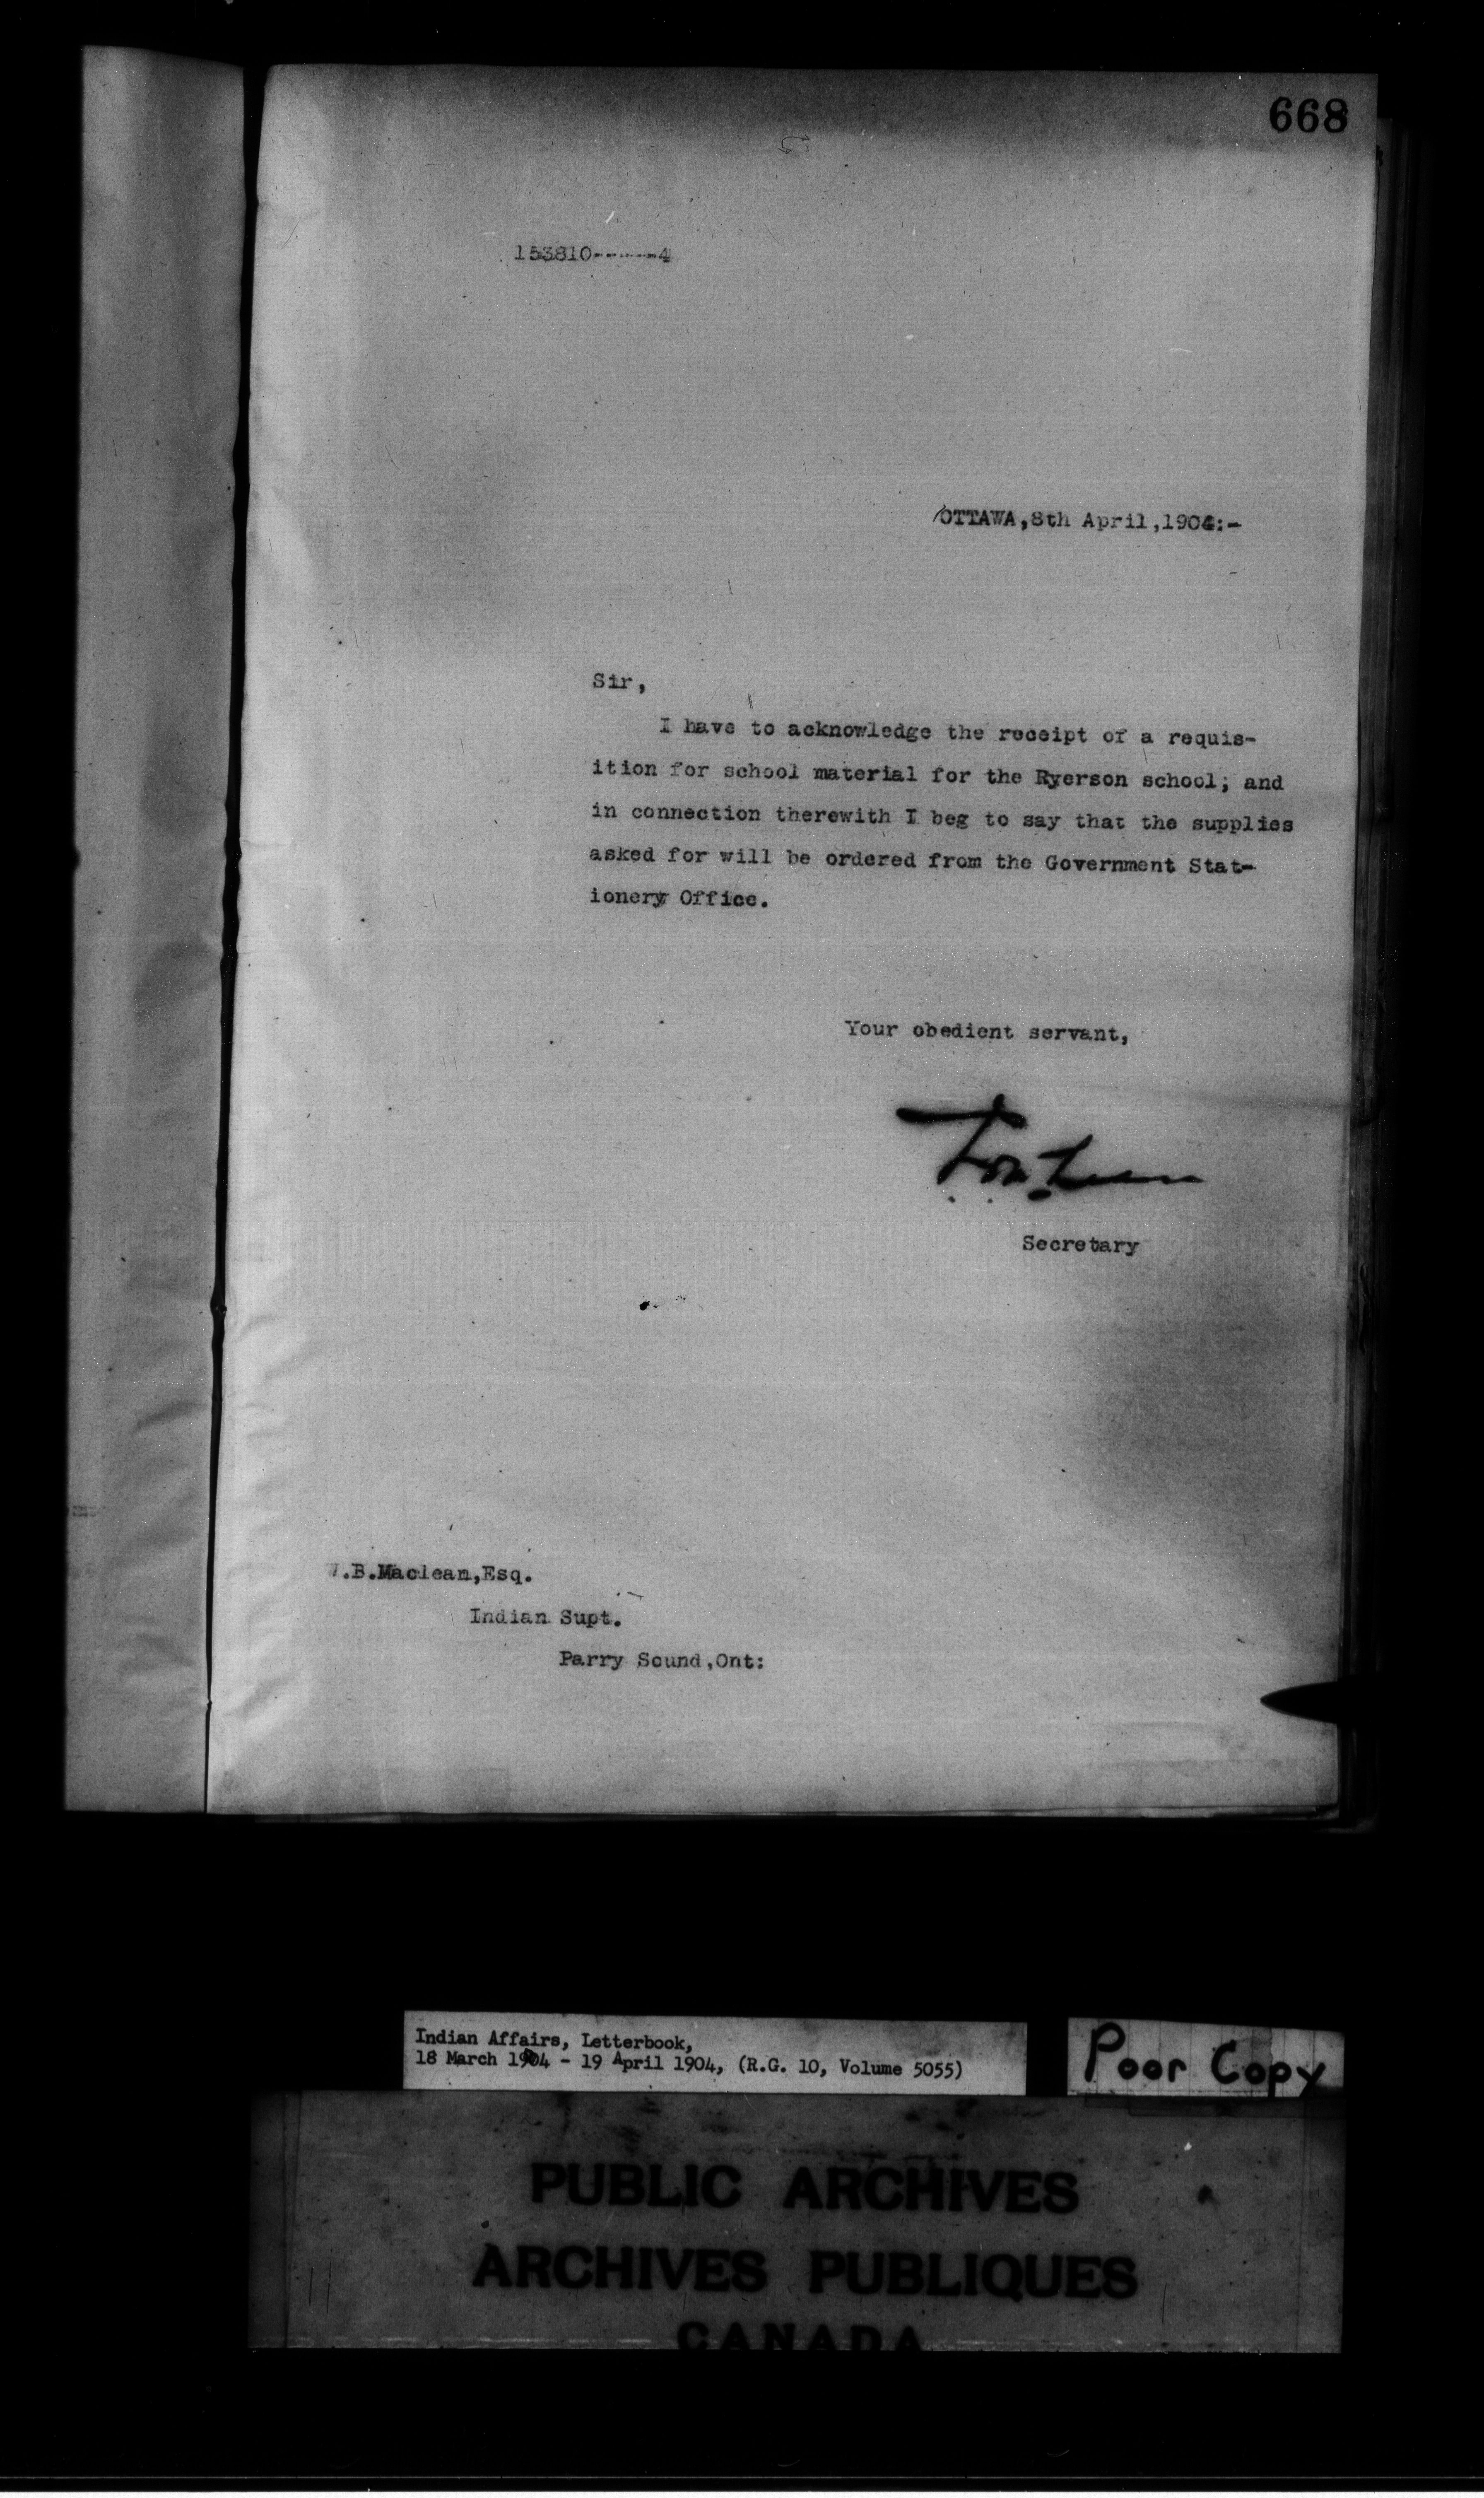 668
153810------4
OTTAWA,8th April,1904:-
Sir,
I have to acknowledge the receipt of a requis-
ition for school material for the Ryerson school; and
in connection therewith I beg to say that the supplies
asked for will be ordered from the Government Stat-
ionery Office.
Your obedient servant,
Secretary
.B.Maclean,Esq.
Indian Supt.
Parry Sound,Ont:
Indian Affairs, Letterbook,
18 March 1904 - 19 April 1904, (R.G. 10, Volume 5055)
Poor Copy
PUBLIC ARCHIVES
ARCHIVES PUBLIQUES
CANADA